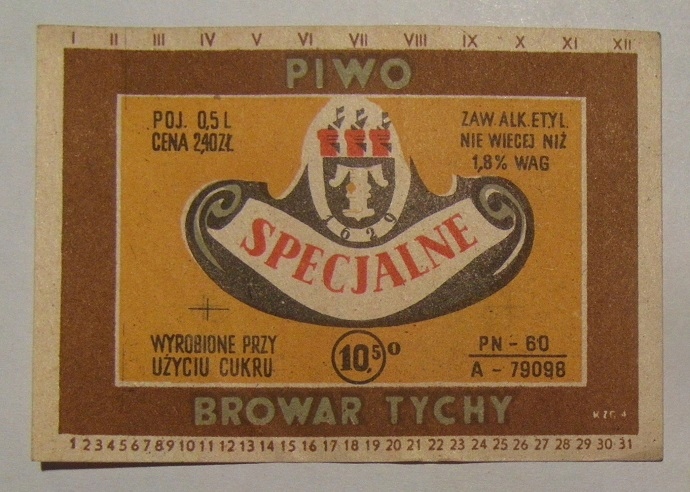 I II III IV V VI VII VIII IX X XI XII
PIWO
POJ. 0,5 L
CENA 2,40 ZŁ.
ZAW. ALK. ETYL.
NIE WIECEJ NIŻ
1,8% WAG
1629
SPECJALNE
WYROBIONE PRZY
UŻYCIU CUKRU
10,5°
PN - 60
A - 79098
BROWAR TYCHY
1 2 3 4 5 6 7 8 9 10 11 12 13 14 15 16 17 18 19 20 21 22 23 24 25 26 27 28 29 30 31